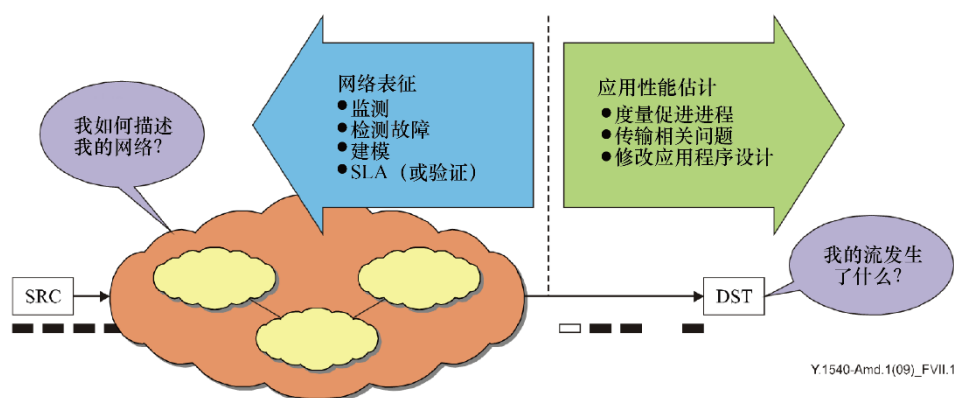 网络表征
●监测
●检测故障
●建模
●SLA（或验证）
应用性能估计
●度量促进进程
●传输相关问题
●修改应用程序设计
我如何描述
我的网络？
我的流发生
了什么？
SRC
DST
Y.1540-Amd.1(09)_FVII.1